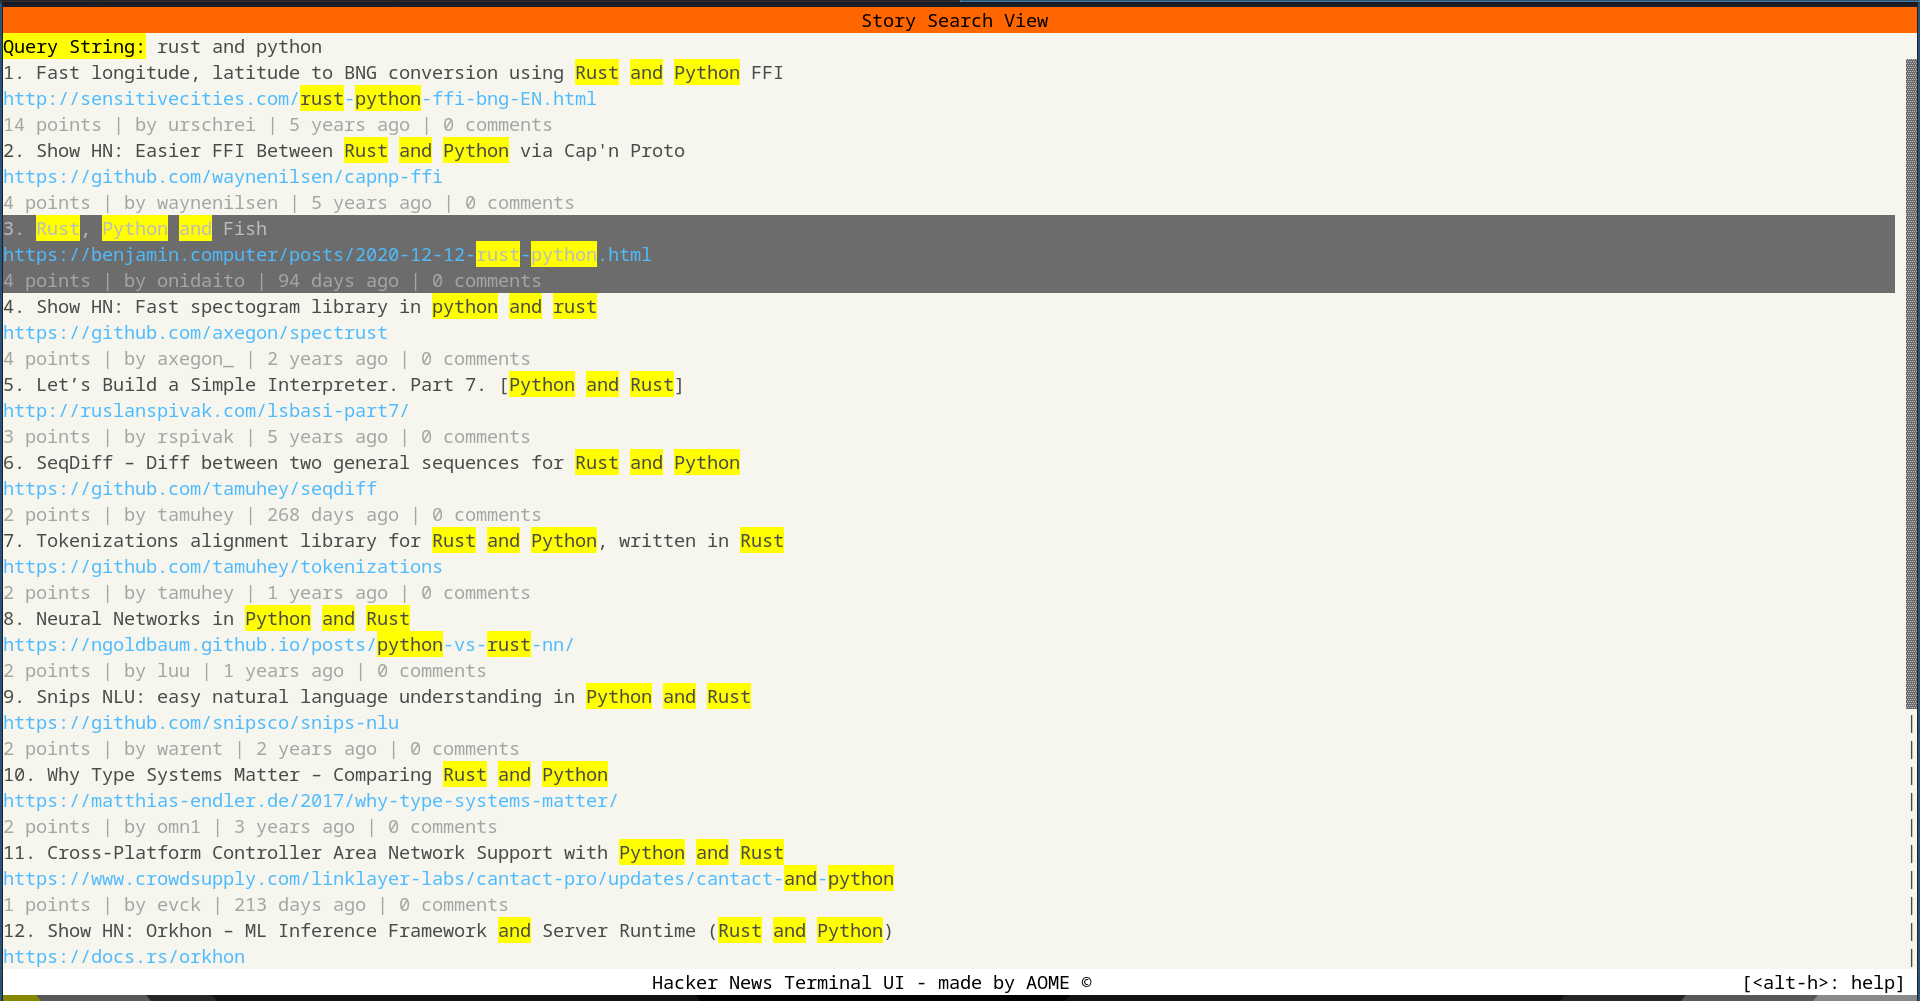 Story Search View
Query String: rust and python
1. Fast longitude, latitude to BNG conversion using Rust and Python FFI
http://sensitivecities.com/rust-python-ffi-bng-EN.html
14 points | by urschrei | 5 years ago | 0 comments
2. Show HN: Easier FFI Between Rust and Python via Cap'n Proto
https://github.com/waynenilsen/capnp-ffi
4 points | by waynenilsen | 5 years ago | 0 comments
3. Rust, Python and Fish
https://benjamin.computer/posts/2020-12-12-rust-python.html
4 points | by onidaito | 94 days ago | 0 comments
4. Show HN: Fast spectogram library in python and rust
https://github.com/axegon/spectrust
4 points | by axegon_ | 2 years ago | 0 comments
5. Let’s Build a Simple Interpreter. Part 7. [Python and Rust]
http://ruslanspivak.com/lsbasi-part7/
3 points | by rspivak | 5 years ago | 0 comments
6. SeqDiff – Diff between two general sequences for Rust and Python
https://github.com/tamuhey/seqdiff
2 points | by tamuhey | 268 days ago | 0 comments
7. Tokenizations alignment library for Rust and Python, written in Rust
https://github.com/tamuhey/tokenizations
2 points | by tamuhey | 1 years ago | 0 comments
8. Neural Networks in Python and Rust
https://ngoldbaum.github.io/posts/python-vs-rust-nn/
2 points | by luu | 1 years ago | 0 comments
9. Snips NLU: easy natural language understanding in Python and Rust
https://github.com/snipsco/snips-nlu
2 points | by warent | 2 years ago | 0 comments
10. Why Type Systems Matter – Comparing Rust and Python
https://matthias-endler.de/2017/why-type-systems-matter/
2 points | by omn1 | 3 years ago | 0 comments
11. Cross-Platform Controller Area Network Support with Python and Rust
https://www.crowdsupply.com/linklayer-labs/cantact-pro/updates/cantact-and-python
1 points | by evck | 213 days ago | 0 comments
12. Show HN: Orkhon – ML Inference Framework and Server Runtime (Rust and Python)
https://docs.rs/orkhon
Hacker News Terminal UI - made by AOME © [<alt-h>: help]